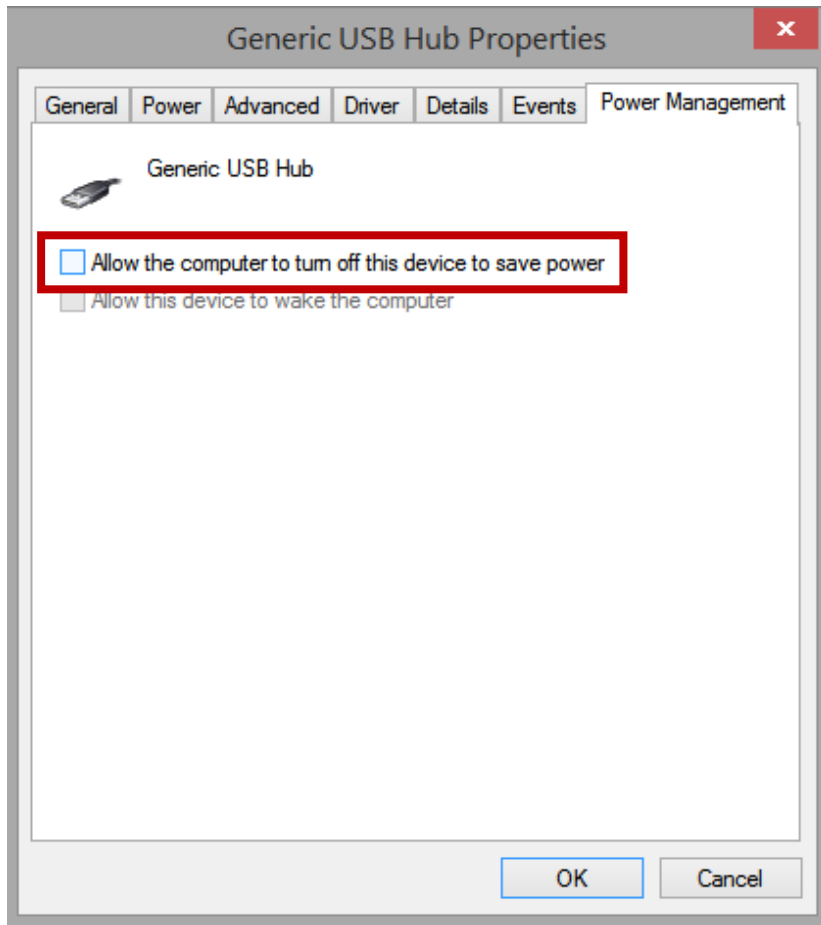 Generic USB Hub Properties
x
General Power Advanced Driver Details Events Power Management
Generic USB Hub
Allow the computer to turn off this device to save power
Allow this device to wake the computer
OK Cancel